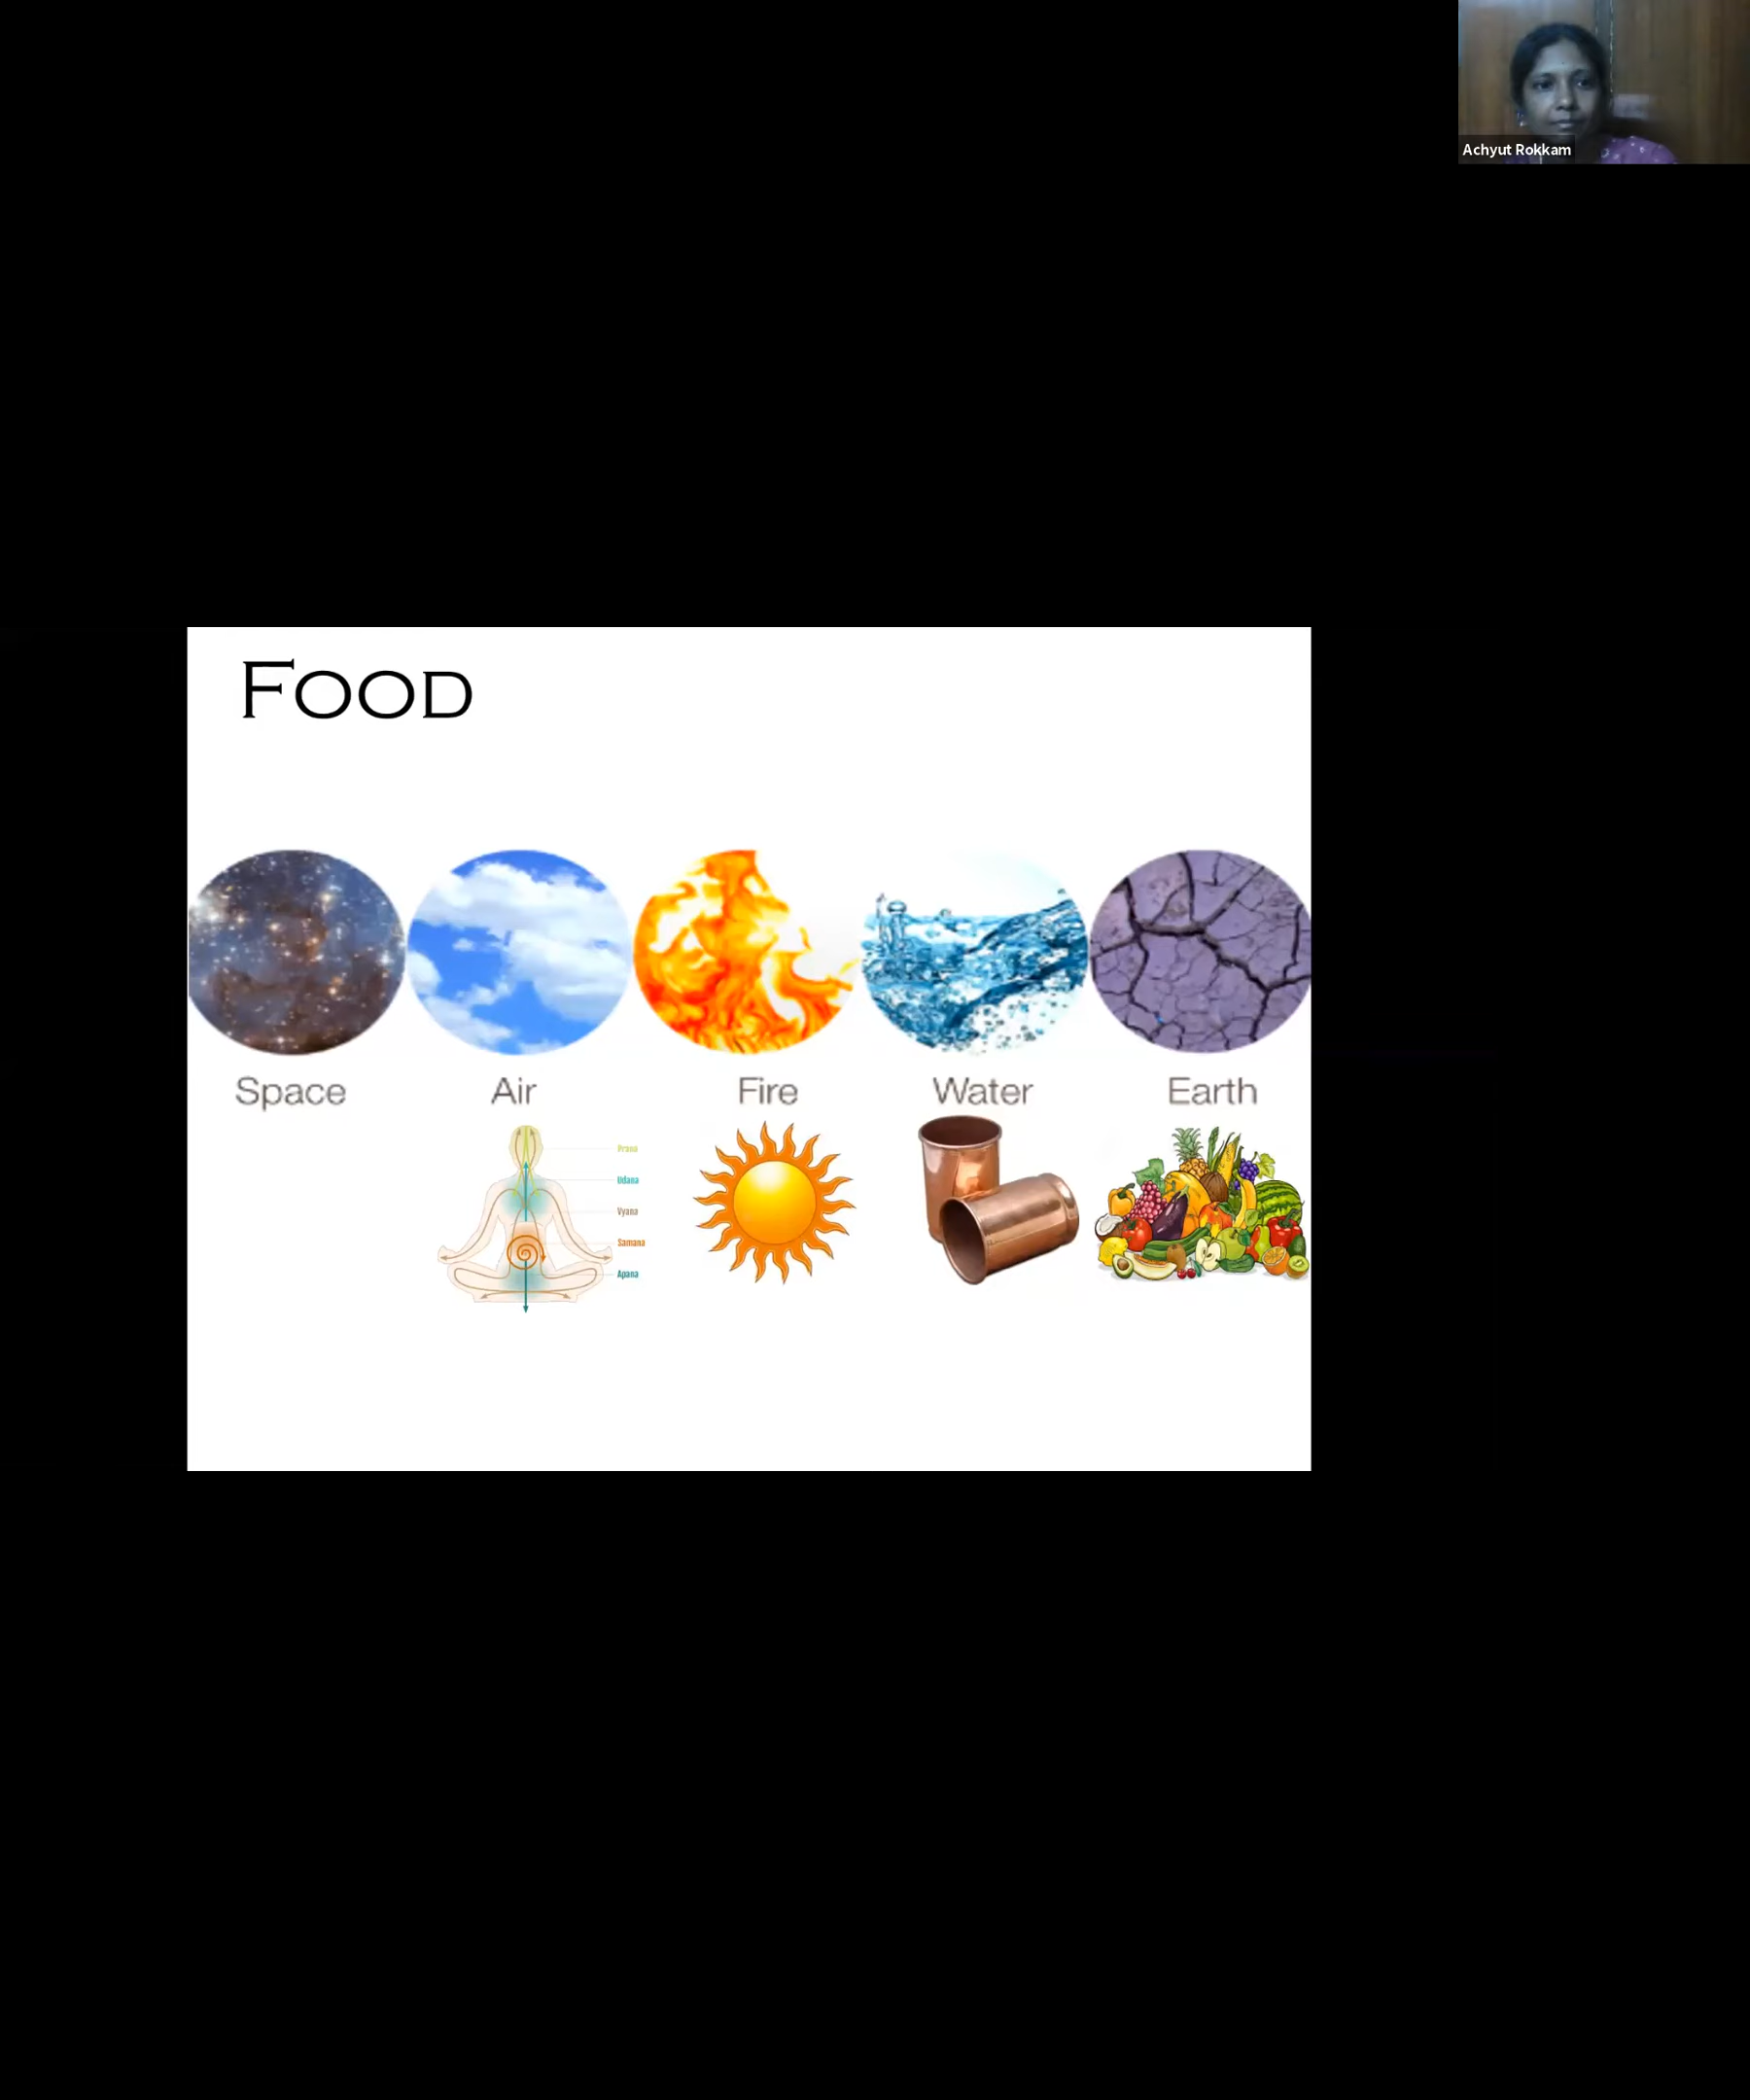 Achyut Rokkam
Food
Space Air Fire Water Earth
Prana
Udana
Vyana
Samana
Apana